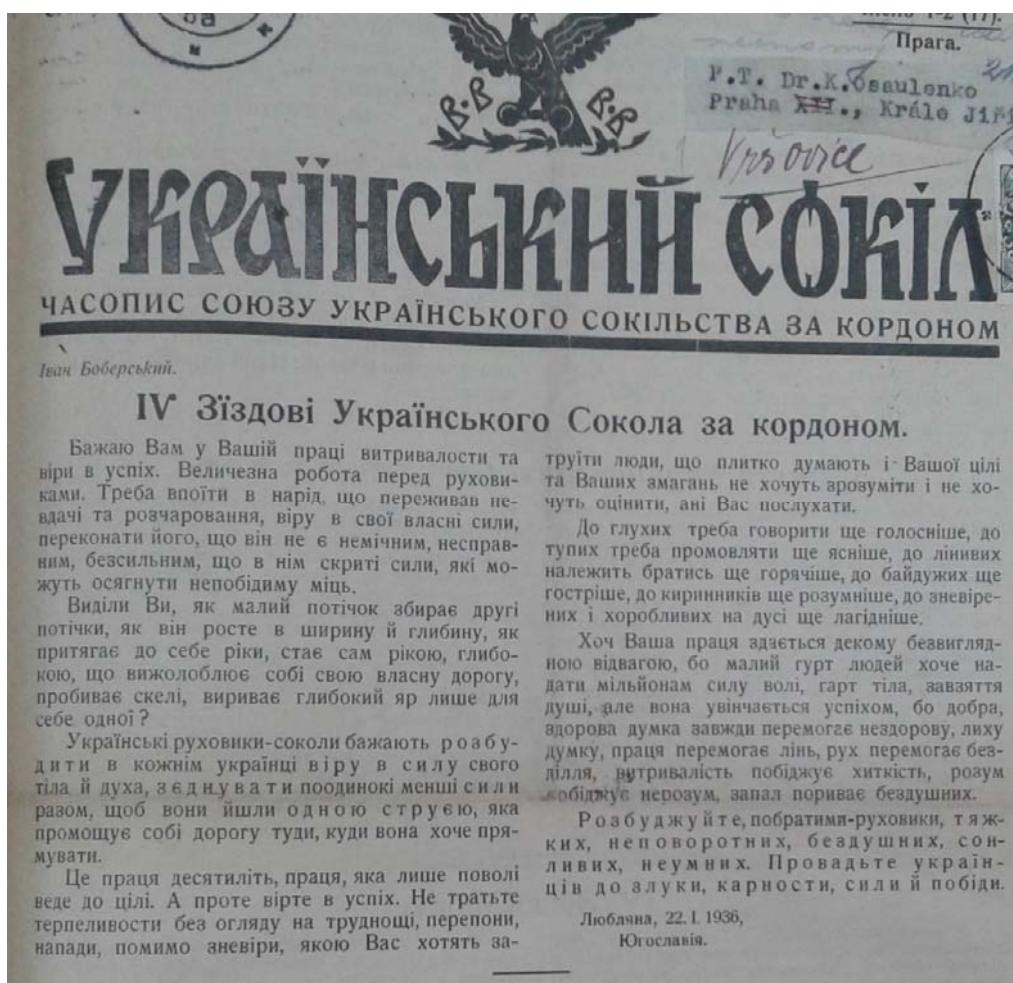 Прага.
P.T. Dr.K.Osaulenko
Praha XII., Krále Jiří
Vršovice
В.В В.В
УКРАЇНСЬКИЙ СОКІЛ
ЧАСОПИС СОЮЗУ УКРАЇНСЬКОГО СОКІЛЬСТВА ЗА КОРДОНОМ
Іван Боберський.
IV Зїздові Українського Сокола за кордоном.
Бажаю Вам у Вашій праці витривалости та
віри в успіх. Величезна робота перед рухови-
ками. Треба впоїти в нарід, що переживав не-
вдачі та розчаровання, віру в свої власні сили,
переконати його, що він не є немічним, несправ-
ним, безсильним, що в нім скриті сили, які мо-
жуть осягнути непобідиму міць.
Виділи Ви, як малий потічок збирає другі
потічки, як він росте в ширину й глибину, як
притягає до себе ріки, стає сам рікою, глибо-
кою, що вижолоблює собі свою власну дорогу,
пробиває скелі, вириває глибокий яр лише для
себе одної?
Українські руховики-соколи бажають розбу-
дити в кожнім українці віру в силу свого
тіла й духа, зєднувати поодинокі менші сили
разом, щоб вони йшли одною струєю, яка
промощує собі дорогу туди, куди вона хоче пря-
мувати.
Це праця десятиліть, праця, яка лише поволі
веде до цілі. А проте вірте в успіх. Не тратьте
терпеливости без огляду на труднощі, перепони,
напади, помимо зневіри, якою Вас хотять за-
труїти люди, що плитко думають і Вашої цілі
та Ваших змагань не хочуть зрозуміти і не хо-
чуть оцінити, ані Вас послухати.
До глухих треба говорити ще голосніше, до
тупих треба промовляти ще ясніше, до лінивих
належить братись ще горячіше, до байдужих ще
гостріше, до киринників ще розумніше, до зневіре-
них і хоробливих на дусі ще лагідніше.
Хоч Ваша праця здається декому безвигляд-
ною відвагою, бо малий гурт людей хоче на-
дати мільйонам силу волі, гарт тіла, завзяття
душі, але вона увінчається успіхом, бо добра,
здорова думка завжди перемогає нездорову, лиху
думку, праця перемогає лінь, рух перемогає без-
ділля, витривалість побіджує хиткість, розум
побіджує нерозум, запал пориває бездушних.
Розбуджуйте, побратими-руховики, тяж-
ких, неповоротних, бездушних, сон-
ливих, неумних. Провадьте україн-
ців до злуки, карности, сили й побіди.
Любляна, 22. I. 1936,
Югославія.